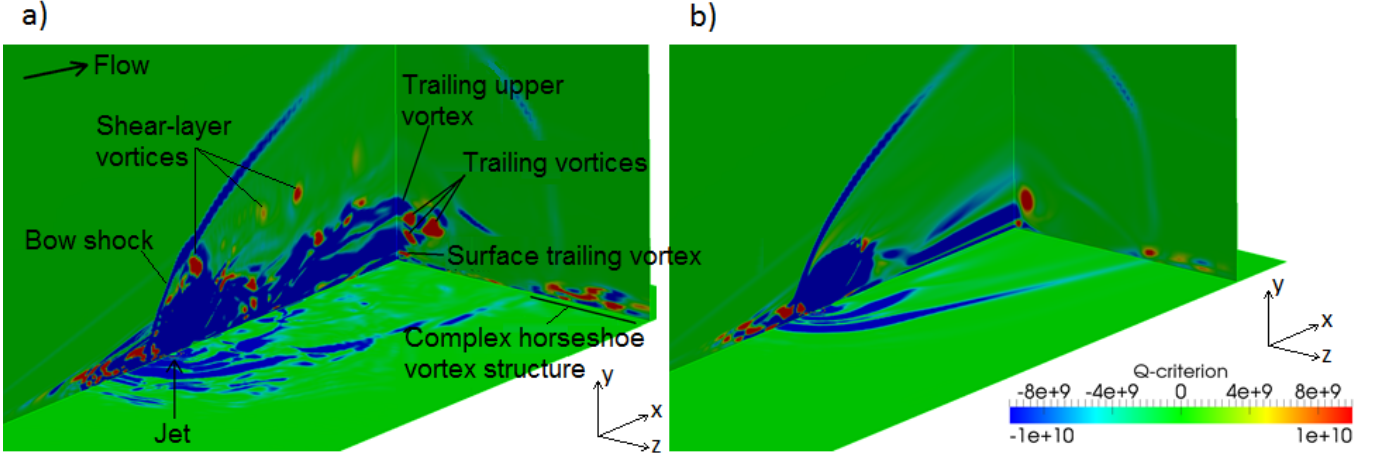 a)
Flow
Shear-layer
vortices
Bow shock
Jet
Trailing upper
vortex
Trailing vortices
Surface trailing vortex
Complex horseshoe
vortex structure
y
x
z
b)
y
x
z
Q-criterion
-8e+9 -4e+9 0 4e+9 8e+9
-1e+10 1e+10